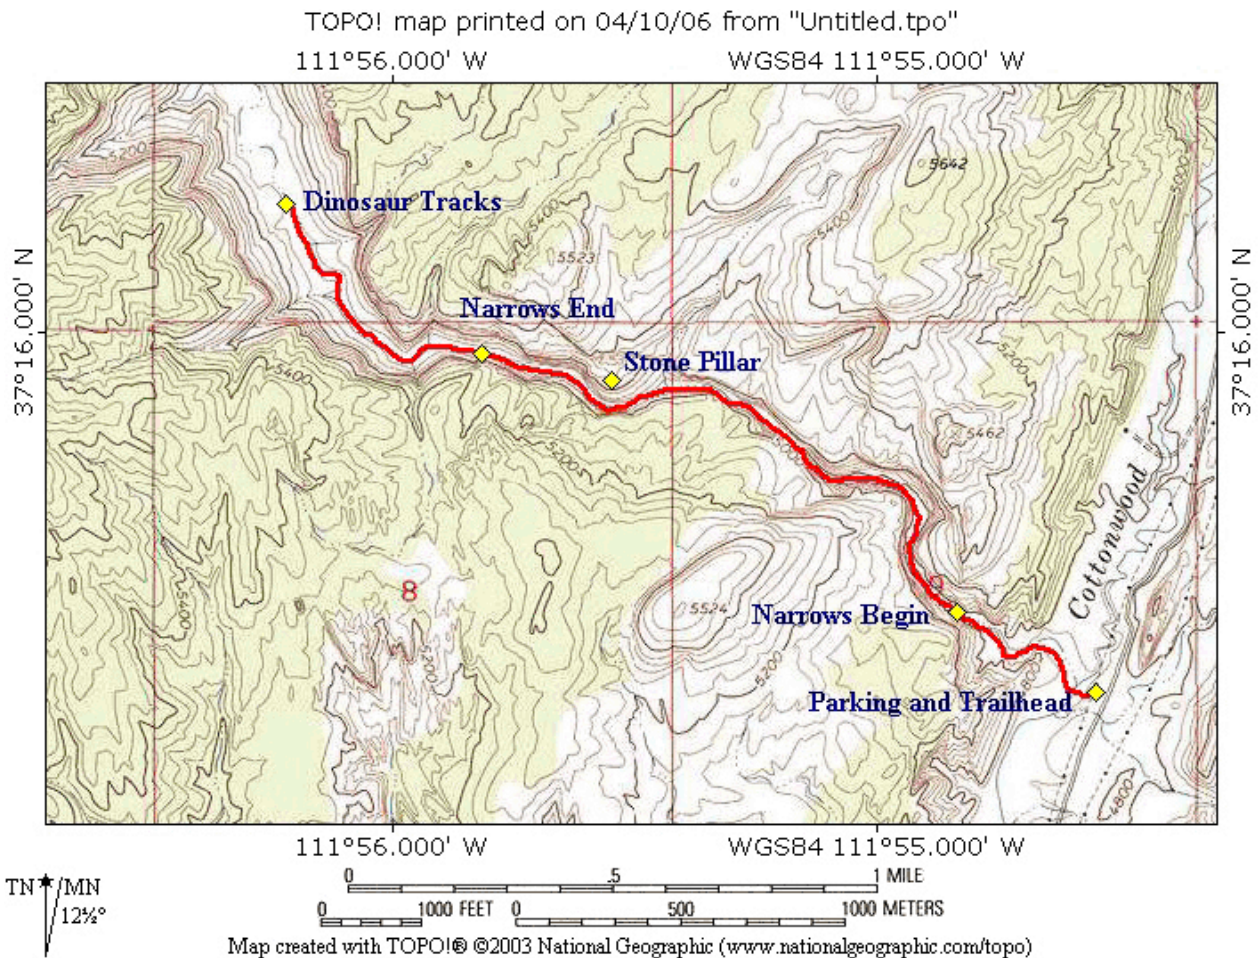 TOPO! map printed on 04/10/06 from "Untitled.tpo"
111°56.000' W
WGS84 111°55.000' W
5200
5642
5000
Dinosaur Tracks
5400
5400
5523
37°16.000' N
37°16.000' N
Narrows End
Stone Pillar
5200
5400
5200
5200
5462
Cottonwood
8
9
5400
5524
Narrows Begin
5200
5200
4800
Parking and Trailhead
4800
111°56.000' W
WGS84 111°55.000' W
TN
MN
12½°
0 .5 1 MILE
0 1000 FEET 0 500 1000 METERS
Map created with TOPO!® ©2003 National Geographic (www.nationalgeographic.com/topo)